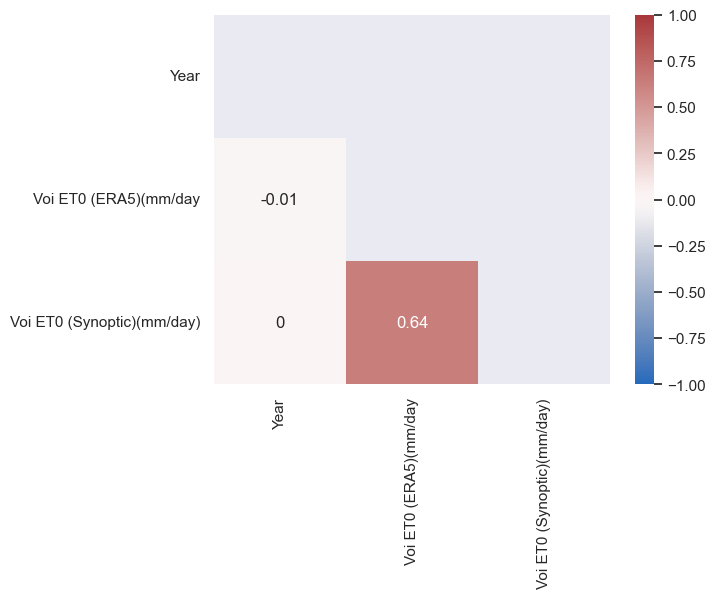 Year
Voi ET0 (ERA5)(mm/day
Voi ET0 (Synoptic)(mm/day)
-0.01
0
0.64
Year
Voi ET0 (ERA5)(mm/day
Voi ET0 (Synoptic)(mm/day)
1.00
0.75
0.50
0.25
0.00
−0.25
−0.50
−0.75
−1.00